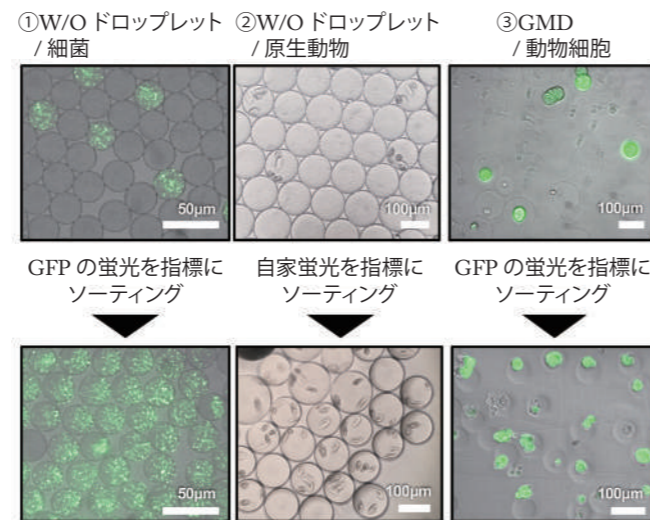 ①W/O ドロップレット
/ 細菌
②W/O ドロップレット
/ 原生動物
③GMD
/ 動物細胞
50μm
100μm
100μm
GFP の蛍光を指標に
ソーティング
自家蛍光を指標に
ソーティング
GFP の蛍光を指標に
ソーティング
50μm
100μm
100μm